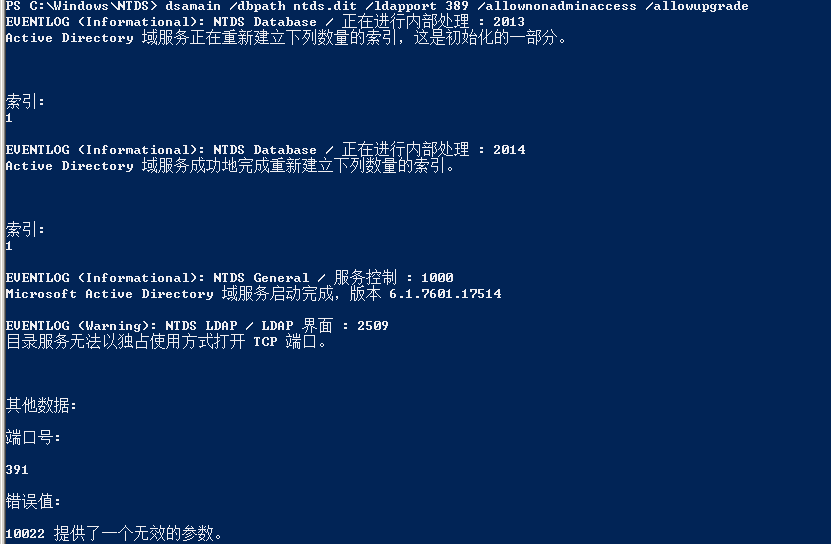 PS C:\Windows\NTDS> dsamain /dbpath ntds.dit /ldapport 389 /allownonadminaccess /allowupgrade
EVENTLOG (Informational): NTDS Database / 正在进行内部处理 : 2013
Active Directory 域服务正在重新建立下列数量的索引，这是初始化的一部分。
索引:
1
EVENTLOG (Informational): NTDS Database / 正在进行内部处理 : 2014
Active Directory 域服务成功地完成重新建立下列数量的索引。
索引:
1
EVENTLOG (Informational): NTDS General / 服务控制 : 1000
Microsoft Active Directory 域服务启动完成，版本 6.1.7601.17514
EVENTLOG (Warning): NTDS LDAP / LDAP 界面 : 2509
目录服务无法以独占使用方式打开 TCP 端口。
其他数据:
端口号:
391
错误值:
10022 提供了一个无效的参数。